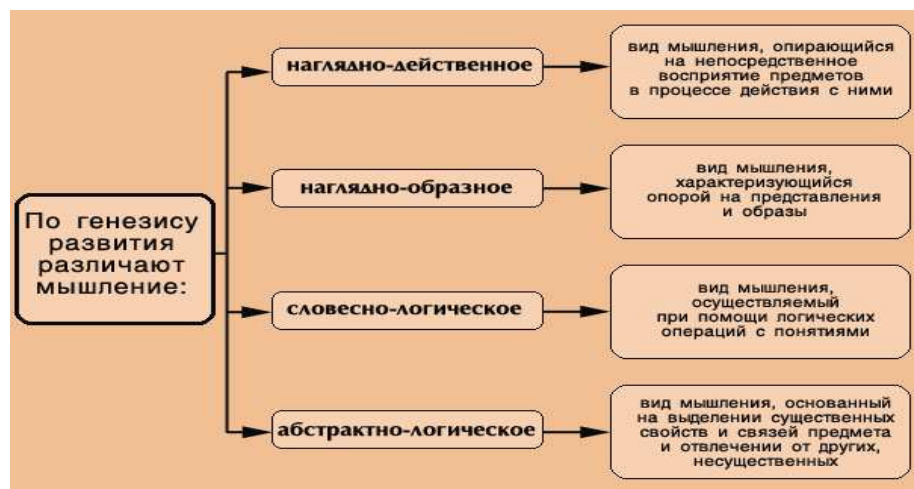 По генезису
развития
различают
мышление:
наглядно-действенное
вид мышления, опирающийся
на непосредственное
восприятие предметов
в процессе действия с ними
наглядно-образное
вид мышления,
характеризующийся
опорой на представления
и образы
словесно-логическое
вид мышления,
осуществляемый
при помощи логических
операций с понятиями
абстрактно-логическое
вид мышления, основанный
на выделении существенных
свойств и связей предмета
и отвлечении от других,
несущественных